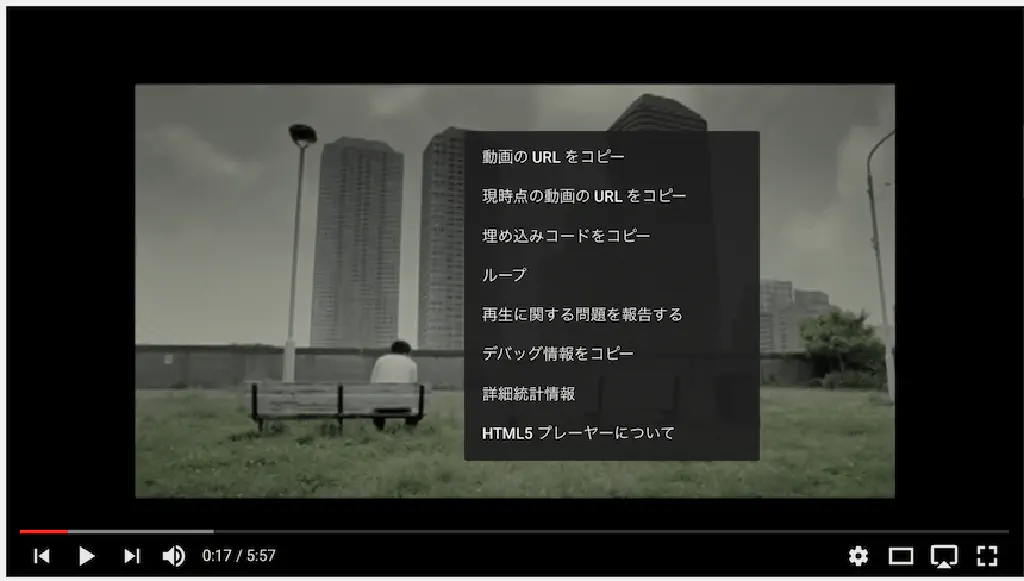 動画の URL をコピー
現時点の動画の URL をコピー
埋め込みコードをコピー
ループ
再生に関する問題を報告する
デバッグ情報をコピー
詳細統計情報
HTML5 プレーヤーについて
0:17 / 5:57